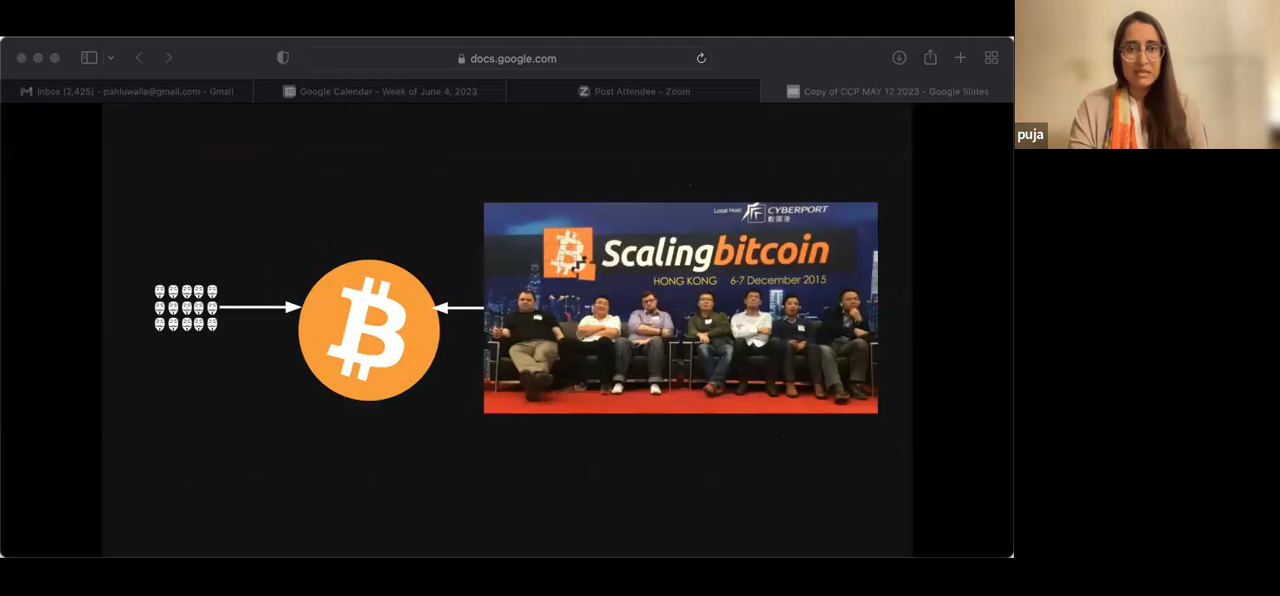 docs.google.com
Inbox (2,425) - pahluwalia@gmail.com - Gmail
Google Calendar - Week of June 4, 2023
Post Attendee - Zoom
Copy of CCP MAY 12 2023 - Google Slides
puja
Local Host:
CYBERPORT
數碼港
Scalingbitcoin
HONG KONG 6-7 December 2015